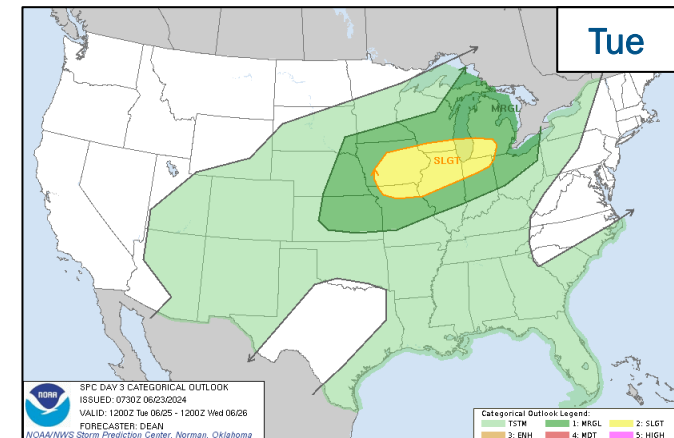 Tue
MRGL
SLGT
NOAA
SPC DAY 3 CATEGORICAL OUTLOOK
ISSUED: 0730Z 06/23/2024
VALID: 1200Z Tue 06/25 - 1200Z Wed 06/26
FORECASTER: DEAN
NOAA/NWS Storm Prediction Center, Norman, Oklahoma
Categorical Outlook Legend:
TSTM 1: MRGL 2: SLGT
3: ENH 4: MDT 5: HIGH